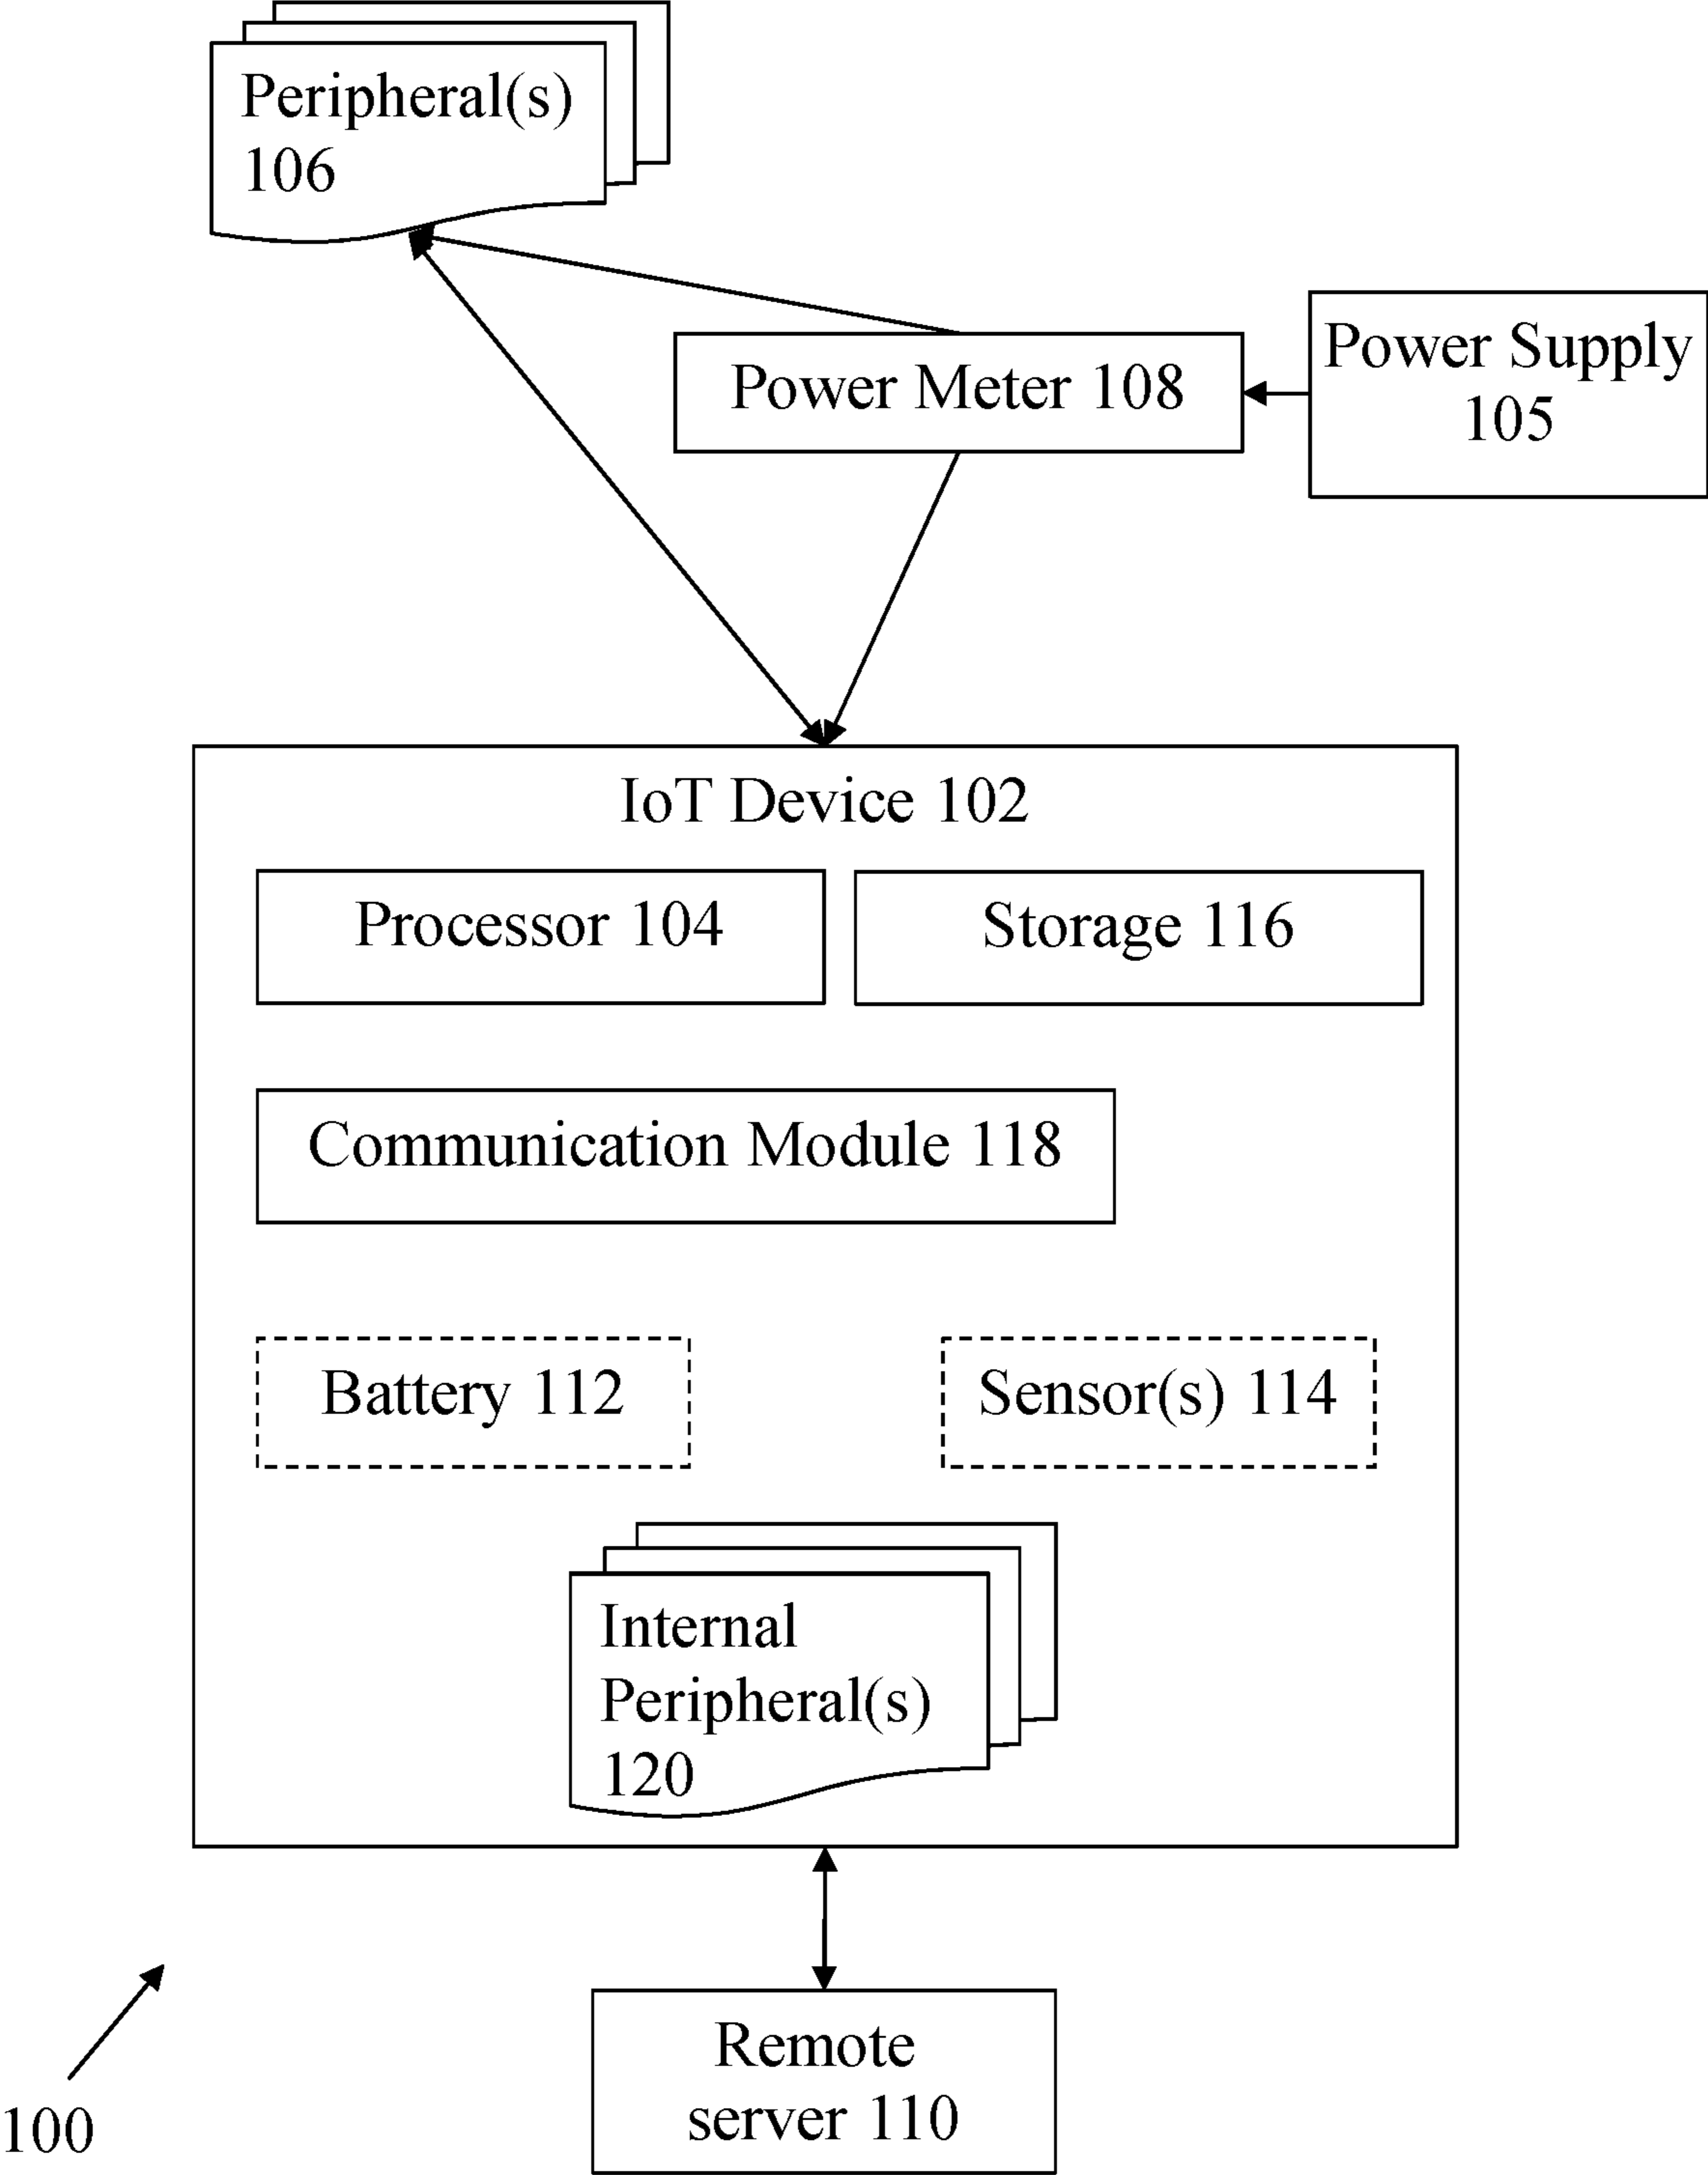 Peripheral(s)
106
Power Meter 108
Power Supply
105
IoT Device 102
Processor 104
Storage 116
Communication Module 118
Battery 112
Sensor(s) 114
Internal
Peripheral(s)
120
Remote
server 110
100